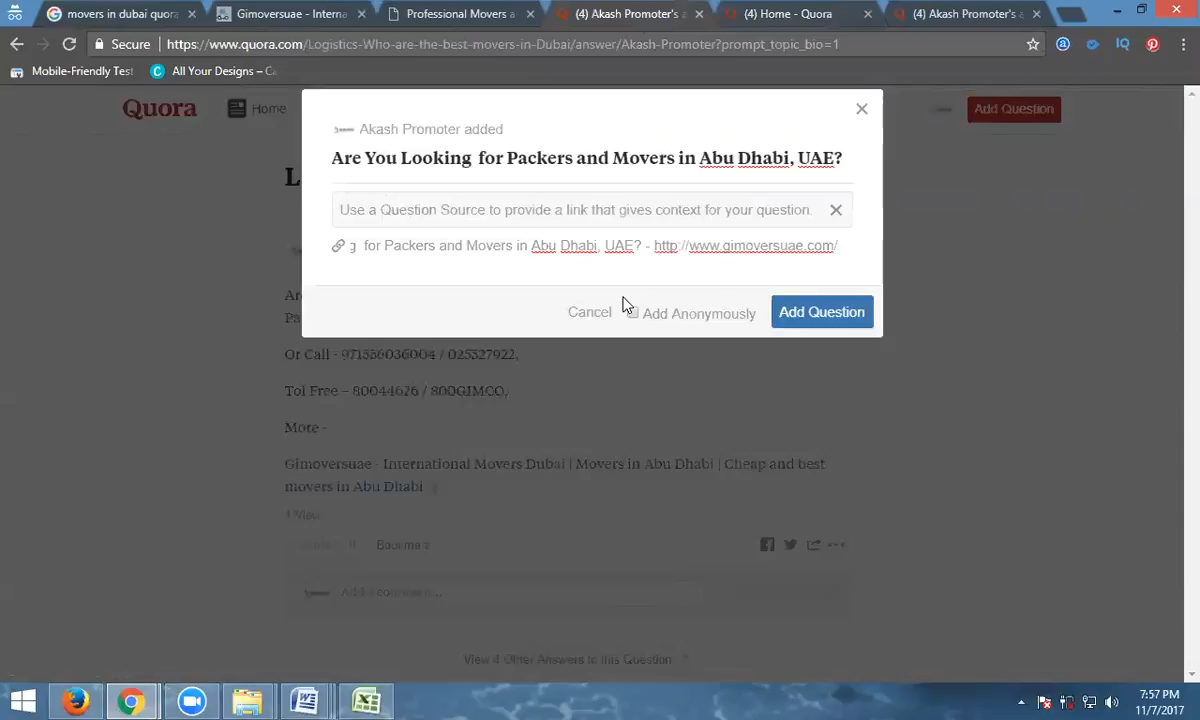 movers in dubai quora
Gimoversuae - Interna
Professional Movers a
(4) Akash Promoter's a
(4) Home - Quora
(4) Akash Promoter's a
Secure
https://www.quora.com/Logistics-Who-are-the-best-movers-in-Dubai/answer/Akash-Promoter?prompt_topic_bio=1
Mobile-Friendly Test
All Your Designs – Ca
Quora
Home
Add Question
Akash Promoter added
Are You Looking for Packers and Movers in Abu Dhabi, UAE?
Use a Question Source to provide a link that gives context for your question.
g for Packers and Movers in Abu Dhabi, UAE? - http://www.gimoversuae.com/
Cancel
Add Anonymously
Add Question
L
Ar
Pa
Or Call - 971556036004 / 025527922,
Tol Free – 80044626 / 800GIMCO,
More -
Gimoversuae - International Movers Dubai | Movers in Abu Dhabi | Cheap and best
movers in Abu Dhabi
1 View
View 4 Other Answers to this Question
7:57 PM
11/7/2017